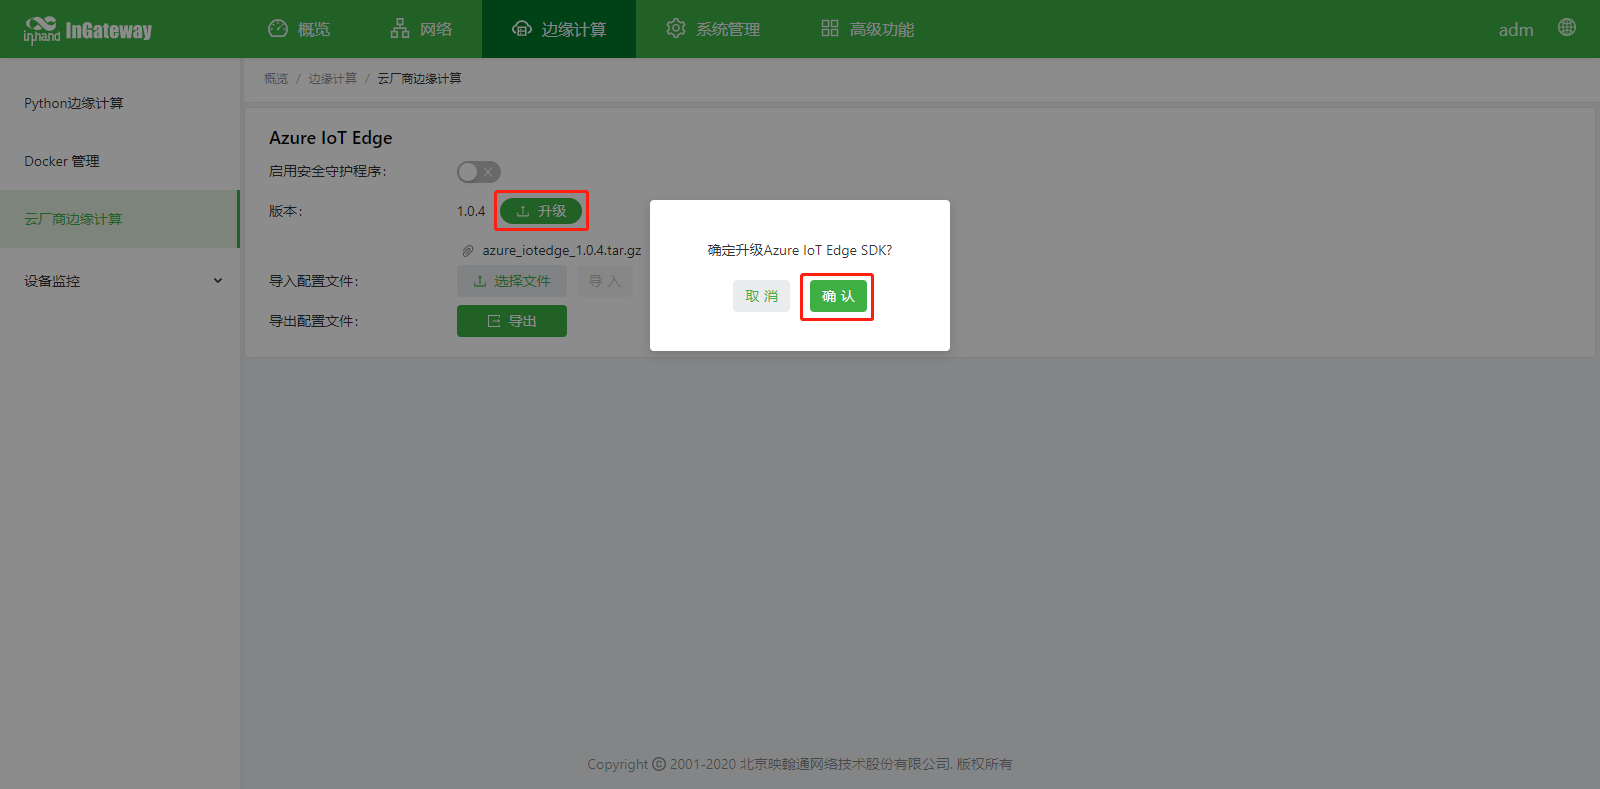 inhand InGateway 概览 网络 边缘计算 系统管理 高级功能 adm
概览 / 边缘计算 / 云厂商边缘计算
Python边缘计算
Docker 管理
云厂商边缘计算
设备监控
Azure IoT Edge
启用安全守护程序:
版本: 1.0.4 升级
azure_iotedge_1.0.4.tar.gz
导入配置文件: 选择文件 导 入
导出配置文件: 导出
确定升级Azure IoT Edge SDK?
取 消 确 认
Copyright © 2001-2020 北京映翰通网络技术股份有限公司. 版权所有